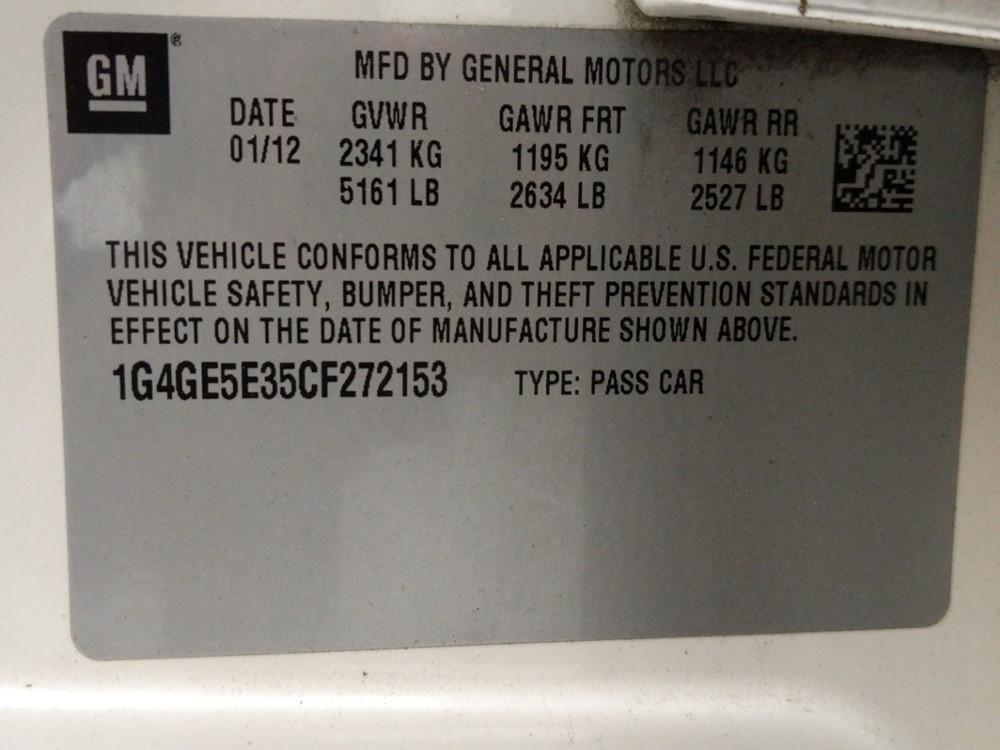 GM ®
MFD BY GENERAL MOTORS LLC
DATE GVWR GAWR FRT GAWR RR
01/12 2341 KG 1195 KG 1146 KG
5161 LB 2634 LB 2527 LB
THIS VEHICLE CONFORMS TO ALL APPLICABLE U.S. FEDERAL MOTOR
VEHICLE SAFETY, BUMPER, AND THEFT PREVENTION STANDARDS IN
EFFECT ON THE DATE OF MANUFACTURE SHOWN ABOVE.
1G4GE5E35CF272153 TYPE: PASS CAR